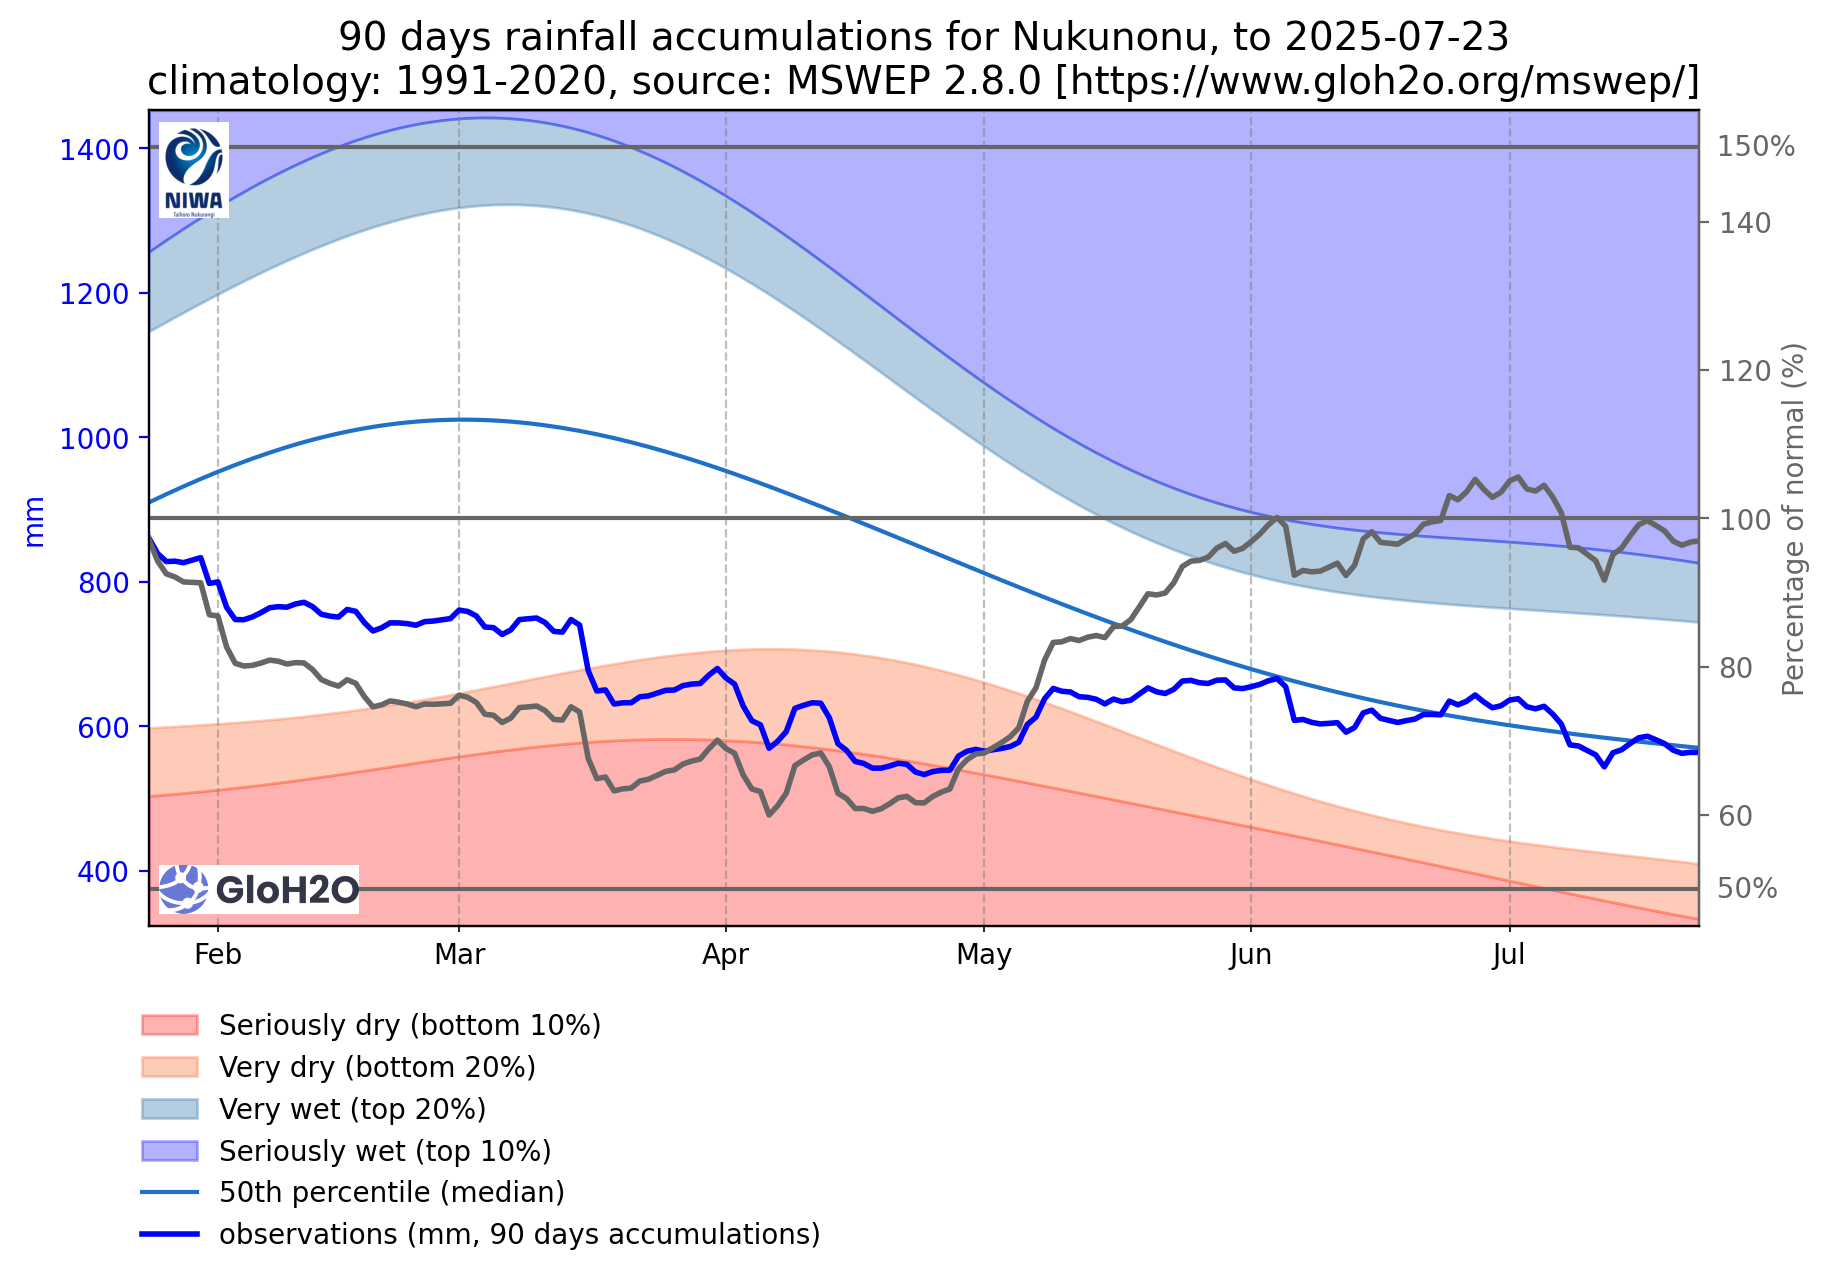 90 days rainfall accumulations for Nukunonu, to 2025-07-23
climatology: 1991-2020, source: MSWEP 2.8.0 [https://www.gloh2o.org/mswep/]
NIWA
Taihoro Nukurangi
1400
1200
1000
800
600
400
mm
150%
140
120
100
80
60
50%
Percentage of normal (%)
GloH2O
Feb
Mar
Apr
May
Jun
Jul
Seriously dry (bottom 10%)
Very dry (bottom 20%)
Very wet (top 20%)
Seriously wet (top 10%)
50th percentile (median)
observations (mm, 90 days accumulations)